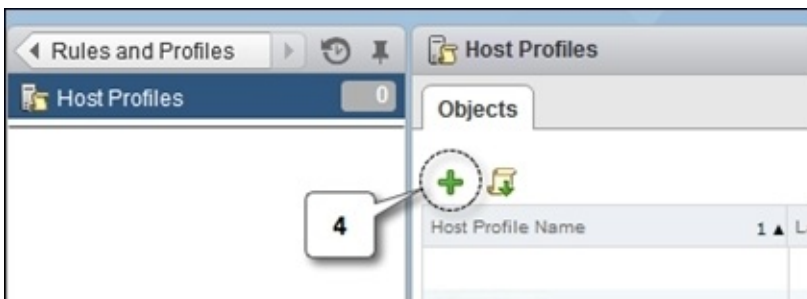 Rules and Profiles
Host Profiles
0
Host Profiles
Objects
4
Host Profile Name
1 ▲